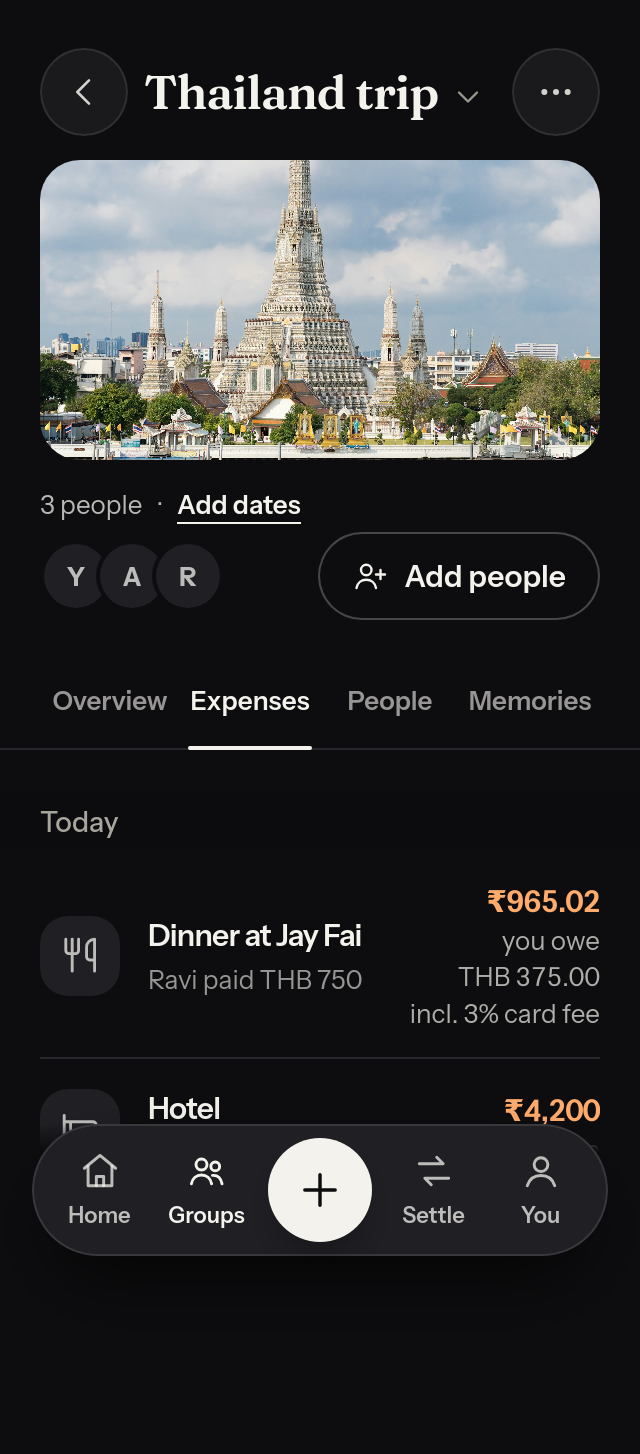 Thailand trip
3 people · Add dates
Y A R
Add people
Overview Expenses People Memories
Today
Dinner at Jay Fai
Ravi paid THB 750
₹965.02
you owe
THB 375.00
incl. 3% card fee
Hotel
₹4,200
Home Groups Settle You